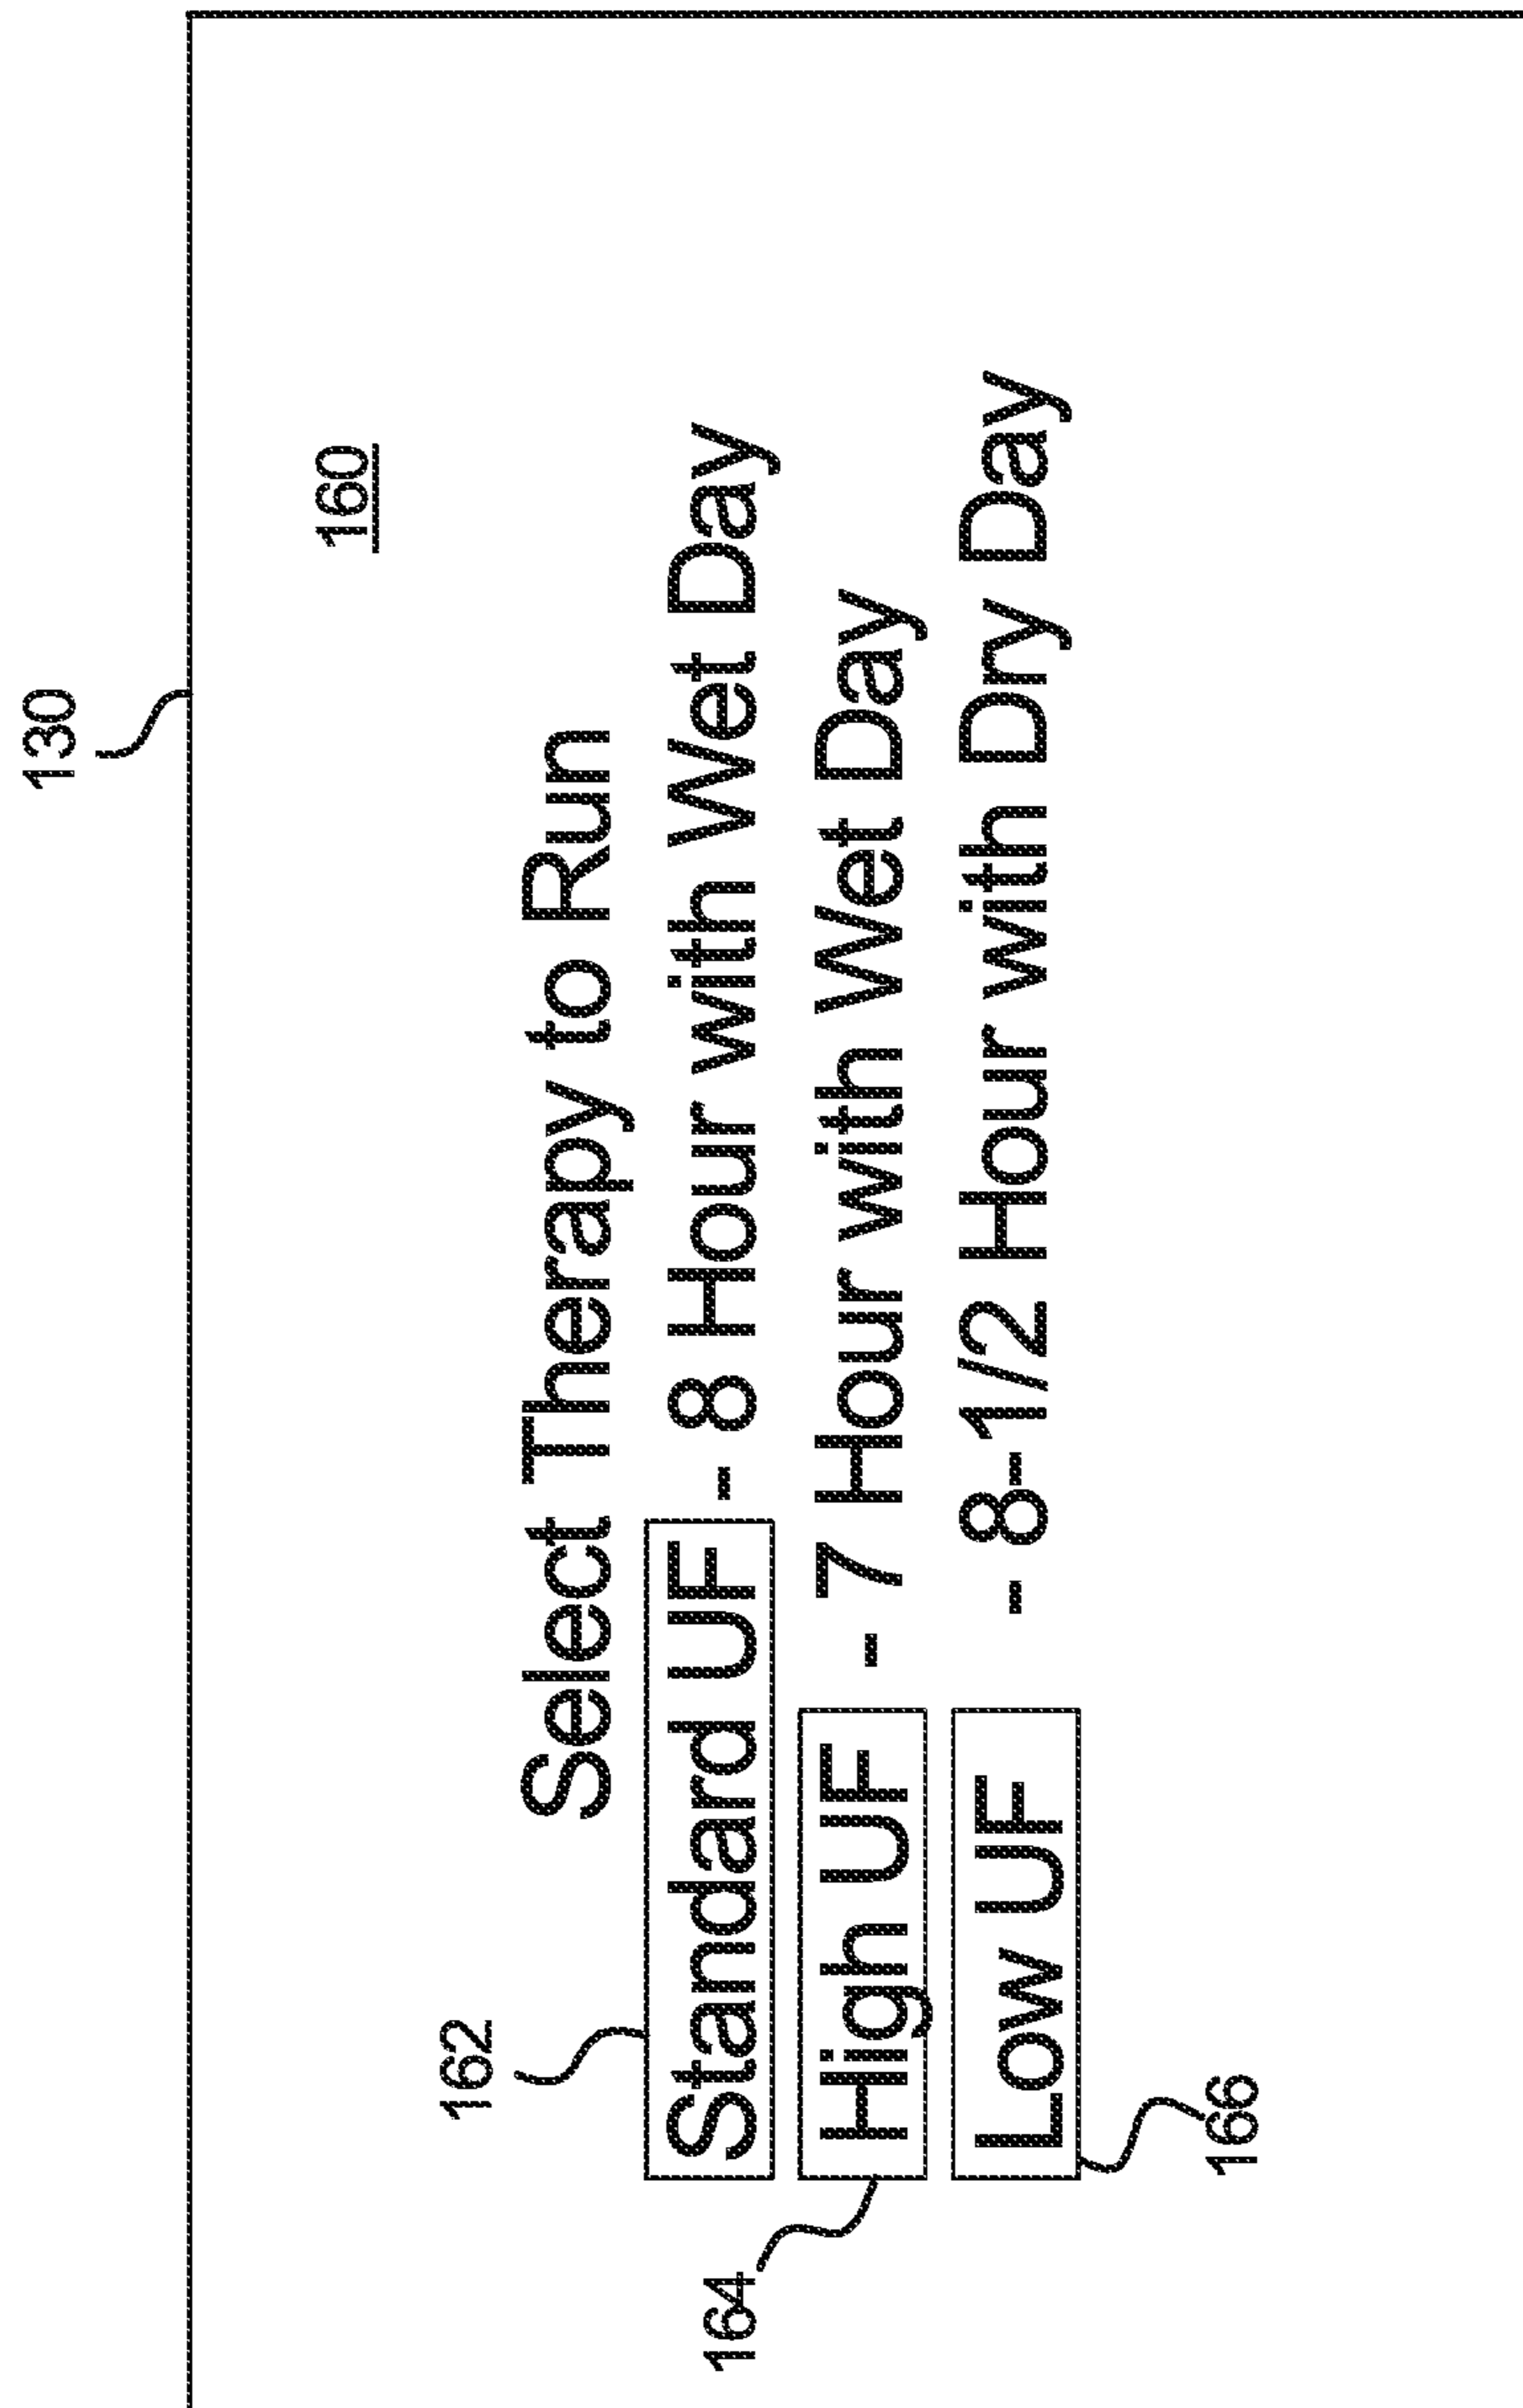 130
160
Select Therapy to Run
162
Standard UF - 8 Hour with Wet Day
164
High UF - 7 Hour with Wet Day
Low UF - 8-1/2 Hour with Dry Day
166